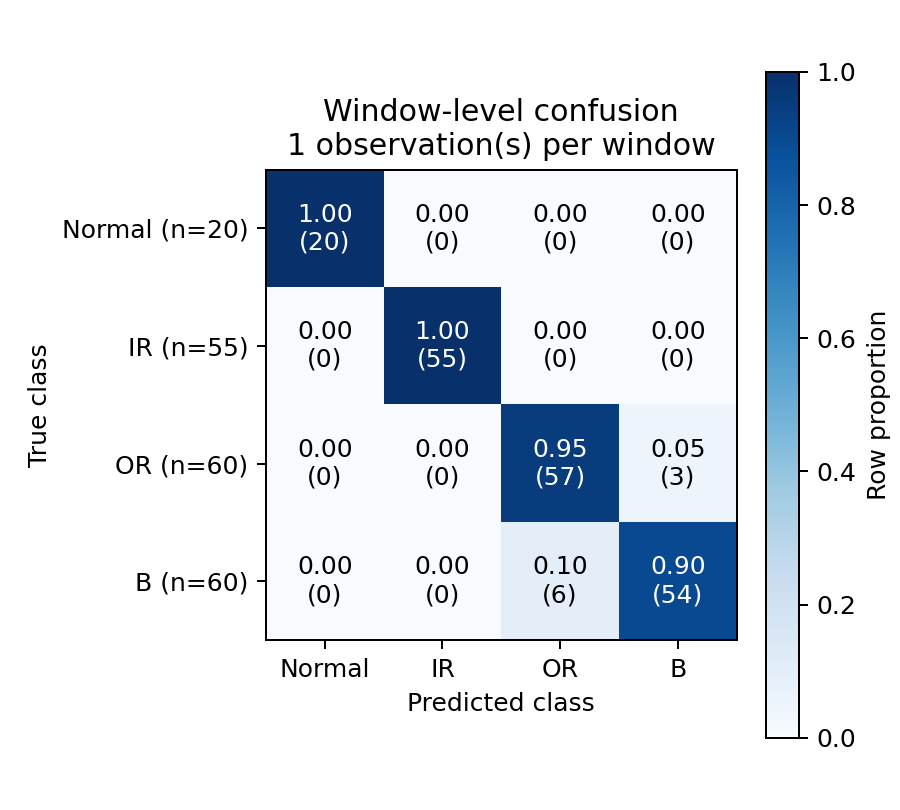 Window-level confusion
1 observation(s) per window
1.0
0.8
0.6
0.4
0.2
0.0
Row proportion
True class
Normal (n=20)
1.00 0.00 0.00 0.00
(20) (0) (0) (0)
IR (n=55)
0.00 1.00 0.00 0.00
(0) (55) (0) (0)
OR (n=60)
0.00 0.00 0.95 0.05
(0) (0) (57) (3)
B (n=60)
0.00 0.00 0.10 0.90
(0) (0) (6) (54)
Normal IR OR B
Predicted class